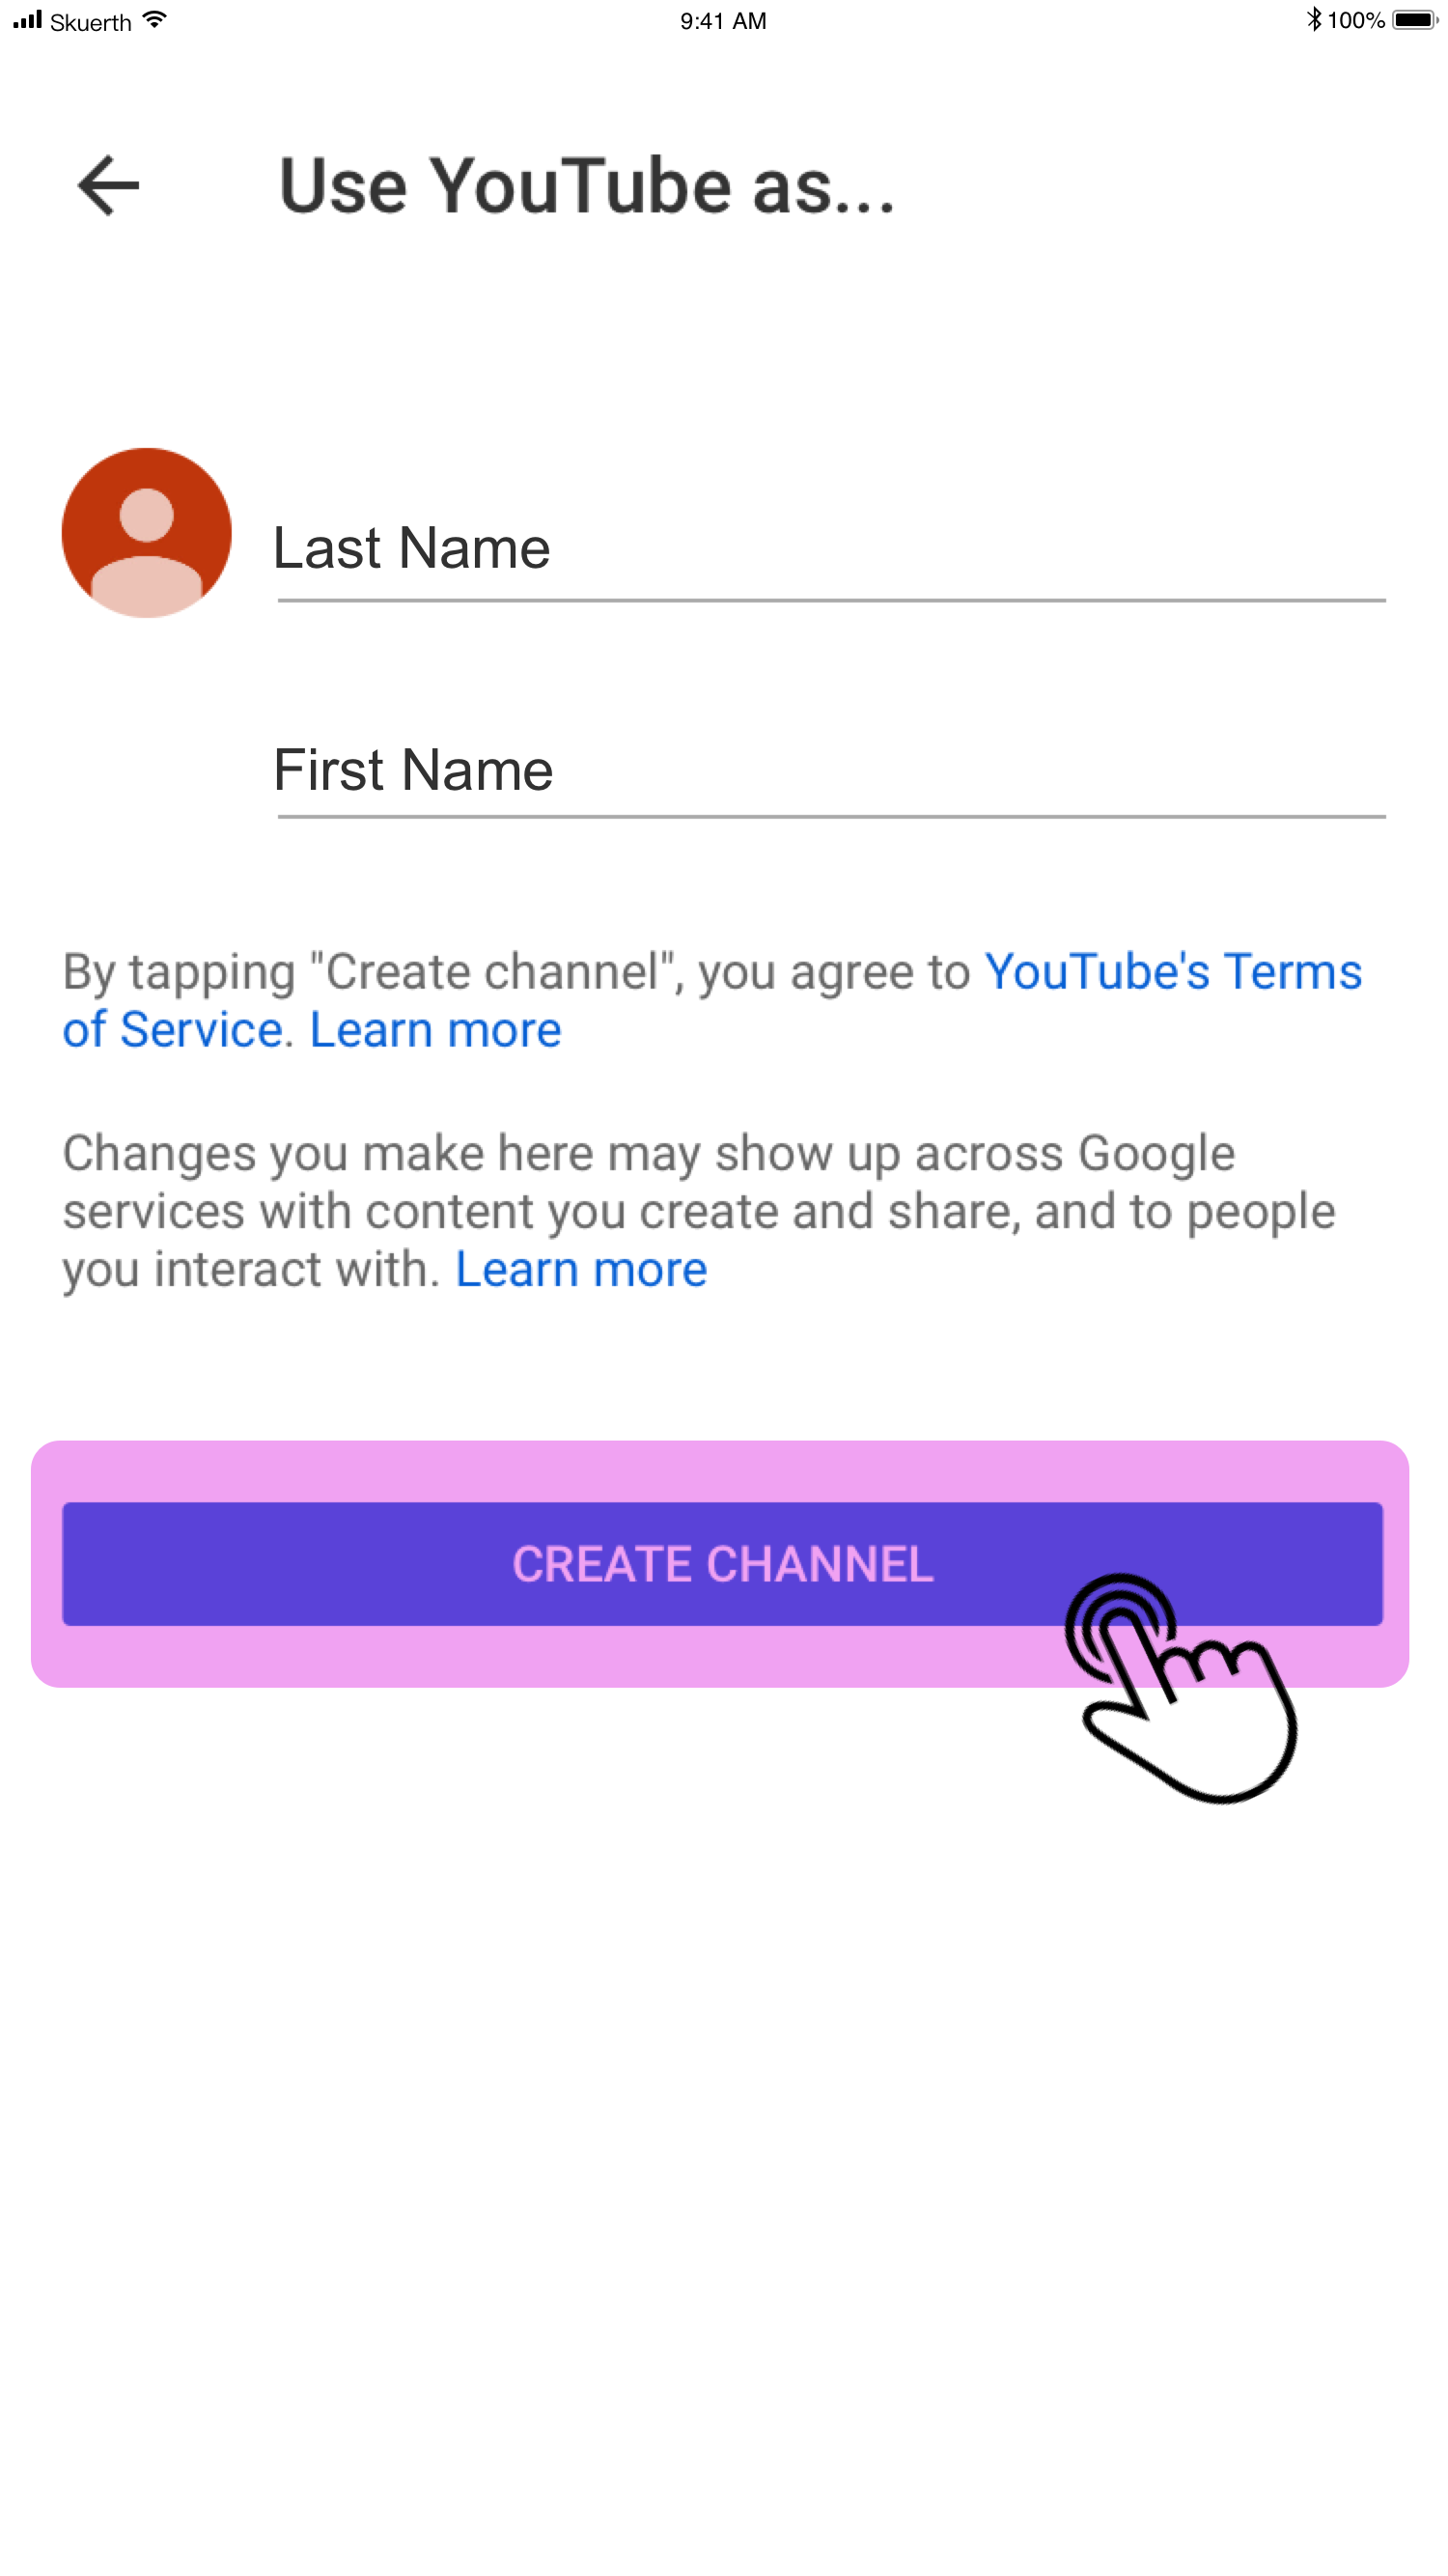 Skuerth 9:41 AM 100%
Use YouTube as...
Last Name
First Name
By tapping "Create channel", you agree to YouTube's Terms
of Service. Learn more
Changes you make here may show up across Google
services with content you create and share, and to people
you interact with. Learn more
CREATE CHANNEL